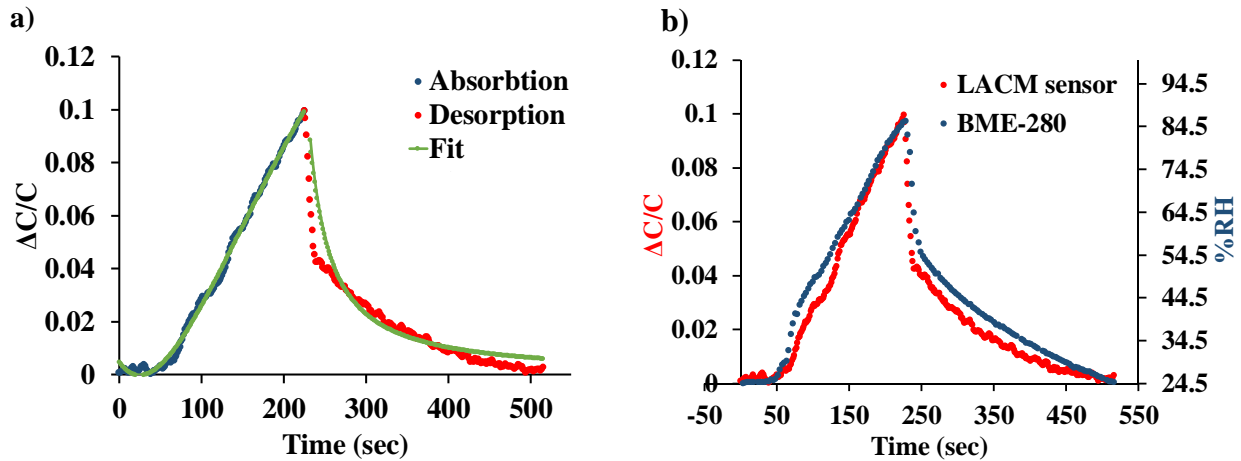 a)
0.12
0.1
0.08
0.06
0.04
0.02
0
ΔC/C
0
100
200
300
400
500
Time (sec)
Absorbtion
Desorption
Fit
b)
0.12
0.1
0.08
0.06
0.04
0.02
0
ΔC/C
-50
50
150
250
350
450
550
Time (sec)
LACM sensor
BME-280
94.5
84.5
74.5
64.5
54.5
44.5
34.5
24.5
%RH